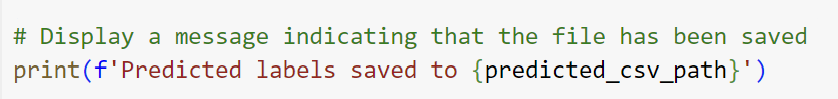 # Display a message indicating that the file has been saved
print(f'Predicted labels saved to {predicted_csv_path}')